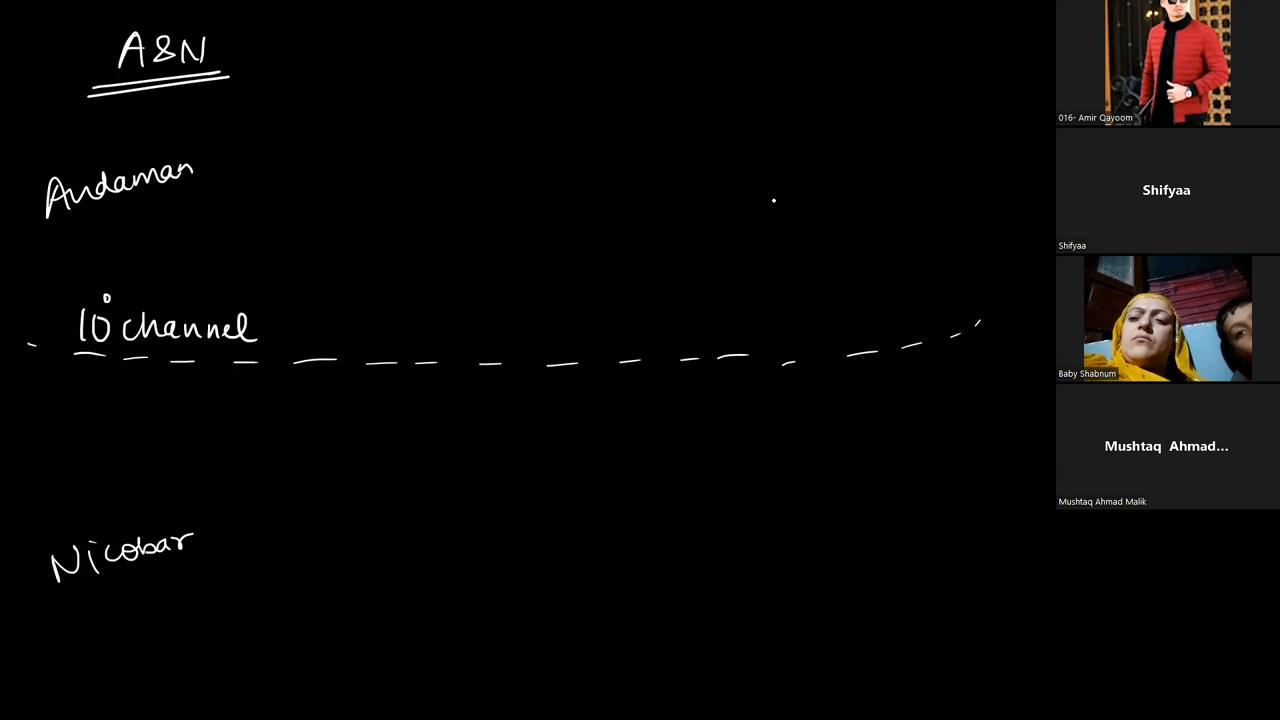 A&N
Andaman
10° channel
Nicobar
016- Amir Qayoom
Shifyaa
Shifyaa
Baby Shabnum
Mushtaq Ahmad...
Mushtaq Ahmad Malik